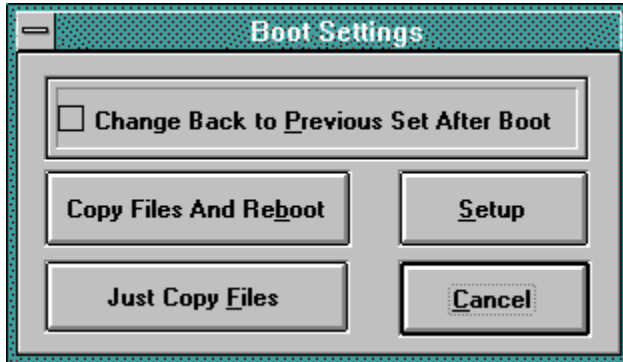 Boot Settings
Change Back to Previous Set After Boot
Copy Files And Reboot
Setup
Just Copy Files
Cancel